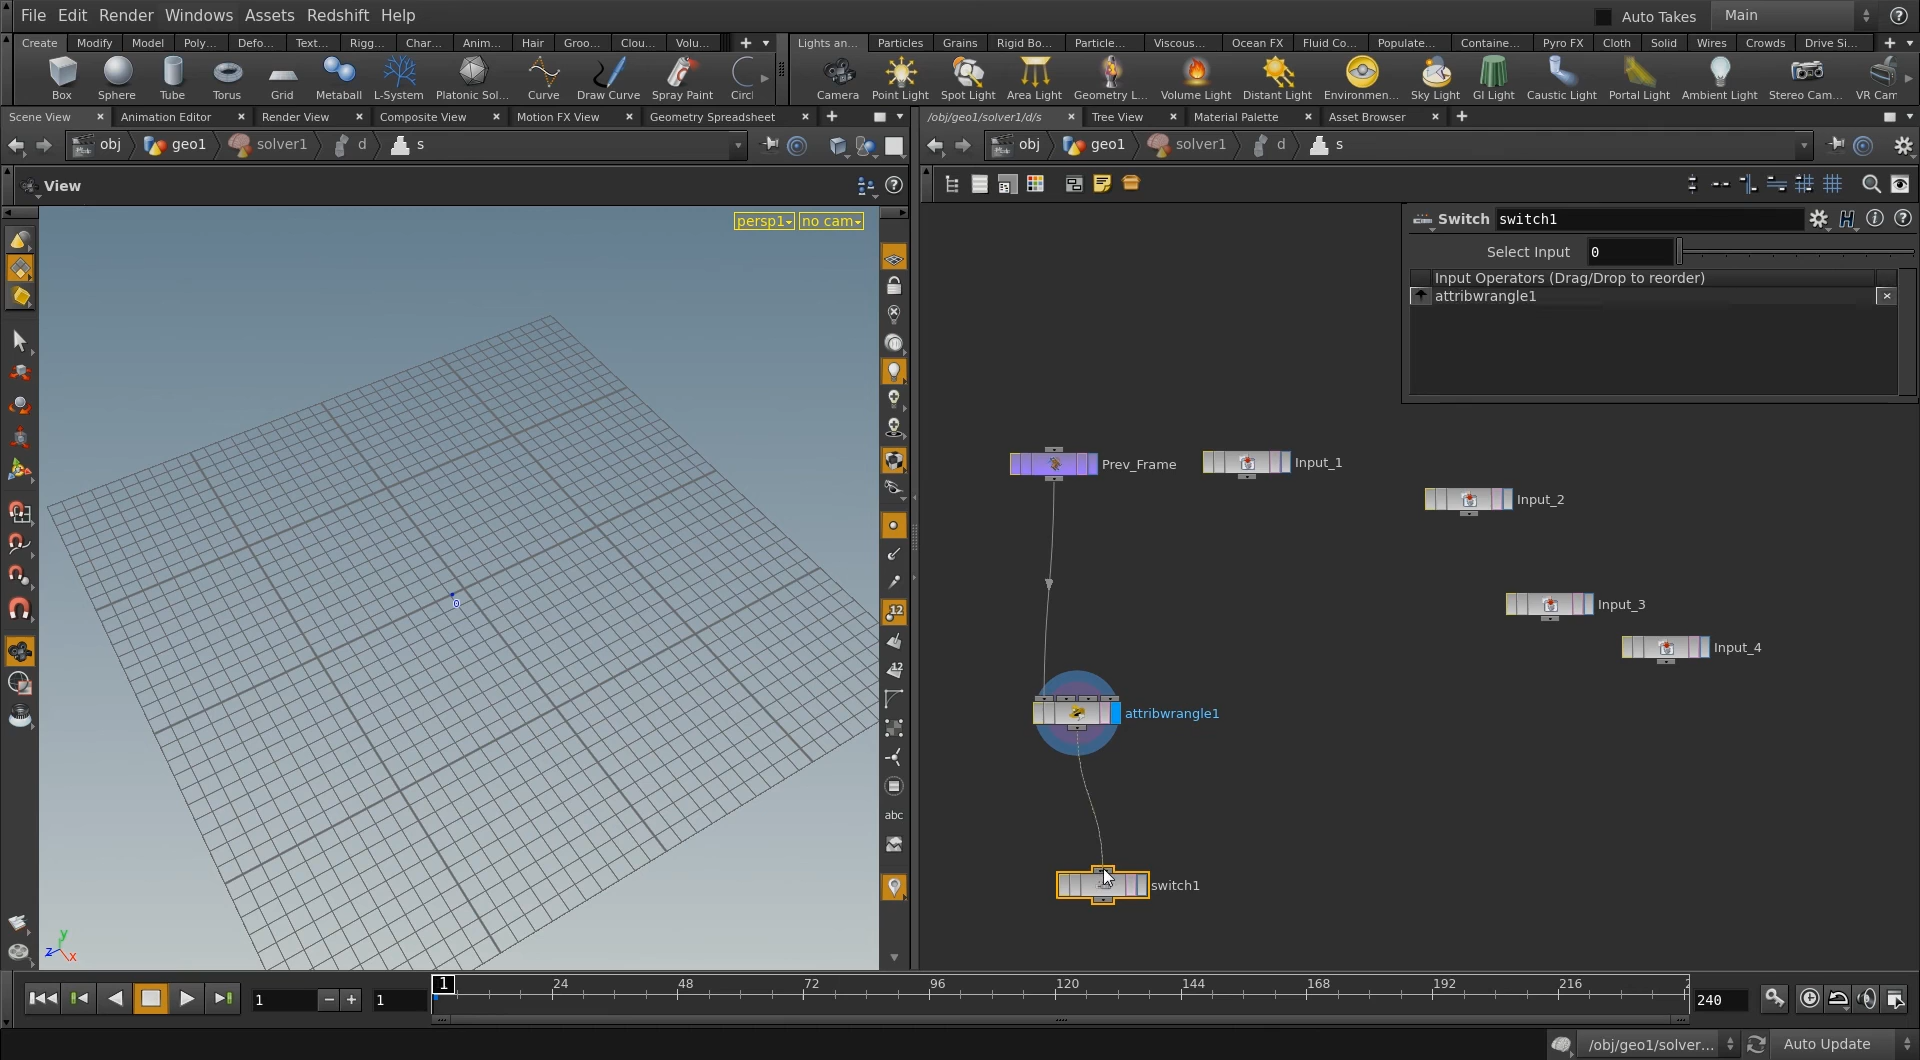 File Edit Render Windows Assets Redshift Help
Auto Takes Main
Create Modify Model Poly... Defo... Text... Rigg... Char... Anim... Hair Groo... Clou... Volu...
Lights an... Particles Grains Rigid Bo... Particle... Viscous... Ocean FX Fluid Co... Populate... Containe... Pyro FX Cloth Solid Wires Crowds Drive Si...
Box Sphere Tube Torus Grid Metaball L-System Platonic Sol... Curve Draw Curve Spray Paint Circl
Camera Point Light Spot Light Area Light Geometry L... Volume Light Distant Light Environmen... Sky Light GI Light Caustic Light Portal Light Ambient Light Stereo Cam... VR Cam
Scene View Animation Editor Render View Composite View Motion FX View Geometry Spreadsheet
/obj/geo1/solver1/d/s Tree View Material Palette Asset Browser
obj geo1 solver1 d s
obj geo1 solver1 d s
View
persp1 no cam
Switch switch1
Select Input 0
Input Operators (Drag/Drop to reorder)
attribwrangle1
Prev_Frame
Input_1
Input_2
Input_3
Input_4
attribwrangle1
switch1
0
12
12
abc
y
z x
1 1
1 24 48 72 96 120 144 168 192 216 2
240
/obj/geo1/solver... Auto Update